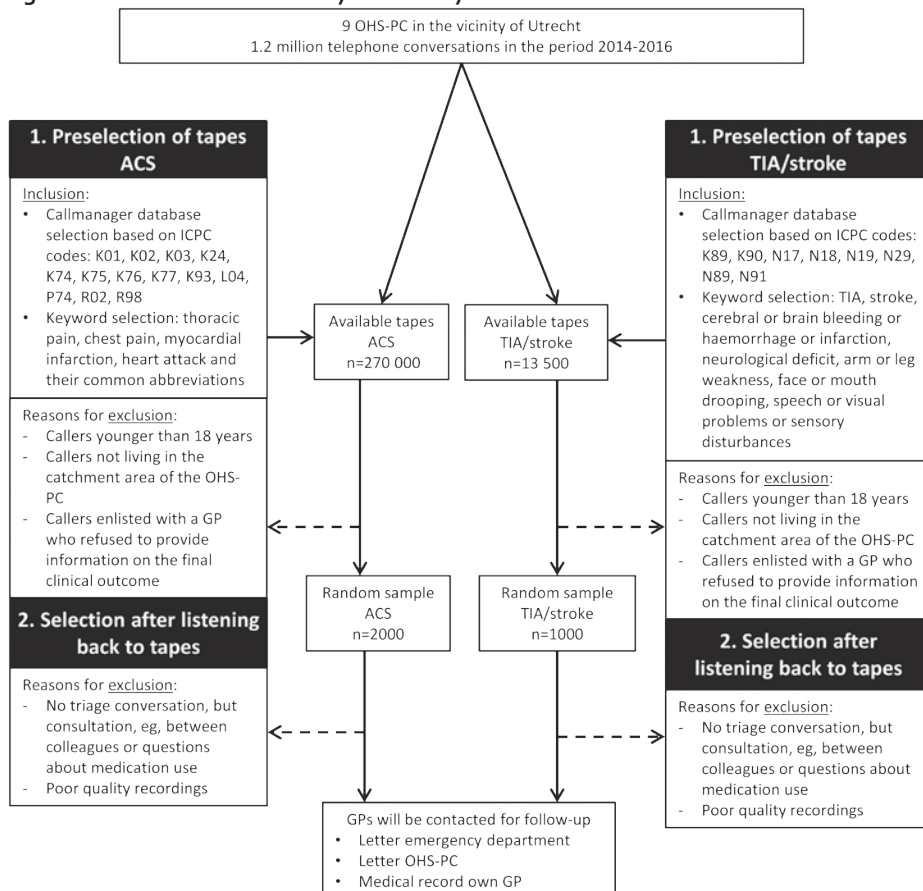 9 OHS-PC in the vicinity of Utrecht
1.2 million telephone conversations in the period 2014-2016
1. Preselection of tapes
ACS
Inclusion:
• Callmanager database
selection based on ICPC
codes: K01, K02, K03, K24,
K74, K75, K76, K77, K93, L04,
P74, R02, R98
• Keyword selection: thoracic
pain, chest pain, myocardial
infarction, heart attack and
their common abbreviations
Reasons for exclusion:
- Callers younger than 18 years
- Callers not living in the
catchment area of the OHS-
PC
- Callers enlisted with a GP
who refused to provide
information on the final
clinical outcome
2. Selection after listening
back to tapes
Reasons for exclusion:
- No triage conversation, but
consultation, eg, between
colleagues or questions
about medication use
- Poor quality recordings
Available tapes
ACS
n=270 000
Available tapes
TIA/stroke
n=13 500
Random sample
ACS
n=2000
Random sample
TIA/stroke
n=1000
1. Preselection of tapes
TIA/stroke
Inclusion:
• Callmanager database
selection based on ICPC codes:
K89, K90, N17, N18, N19, N29,
N89, N91
• Keyword selection: TIA, stroke,
cerebral or brain bleeding or
haemorrhage or infarction,
neurological deficit, arm or leg
weakness, face or mouth
drooping, speech or visual
problems or sensory
disturbances
Reasons for exclusion:
- Callers younger than 18 years
- Callers not living in the
catchment area of the OHS-PC
- Callers enlisted with a GP who
refused to provide information
on the final clinical outcome
2. Selection after
listening back to tapes
Reasons for exclusion:
- No triage conversation, but
consultation, eg, between
colleagues or questions about
medication use
- Poor quality recordings
GPs will be contacted for follow-up
• Letter emergency department
• Letter OHS-PC
• Medical record own GP